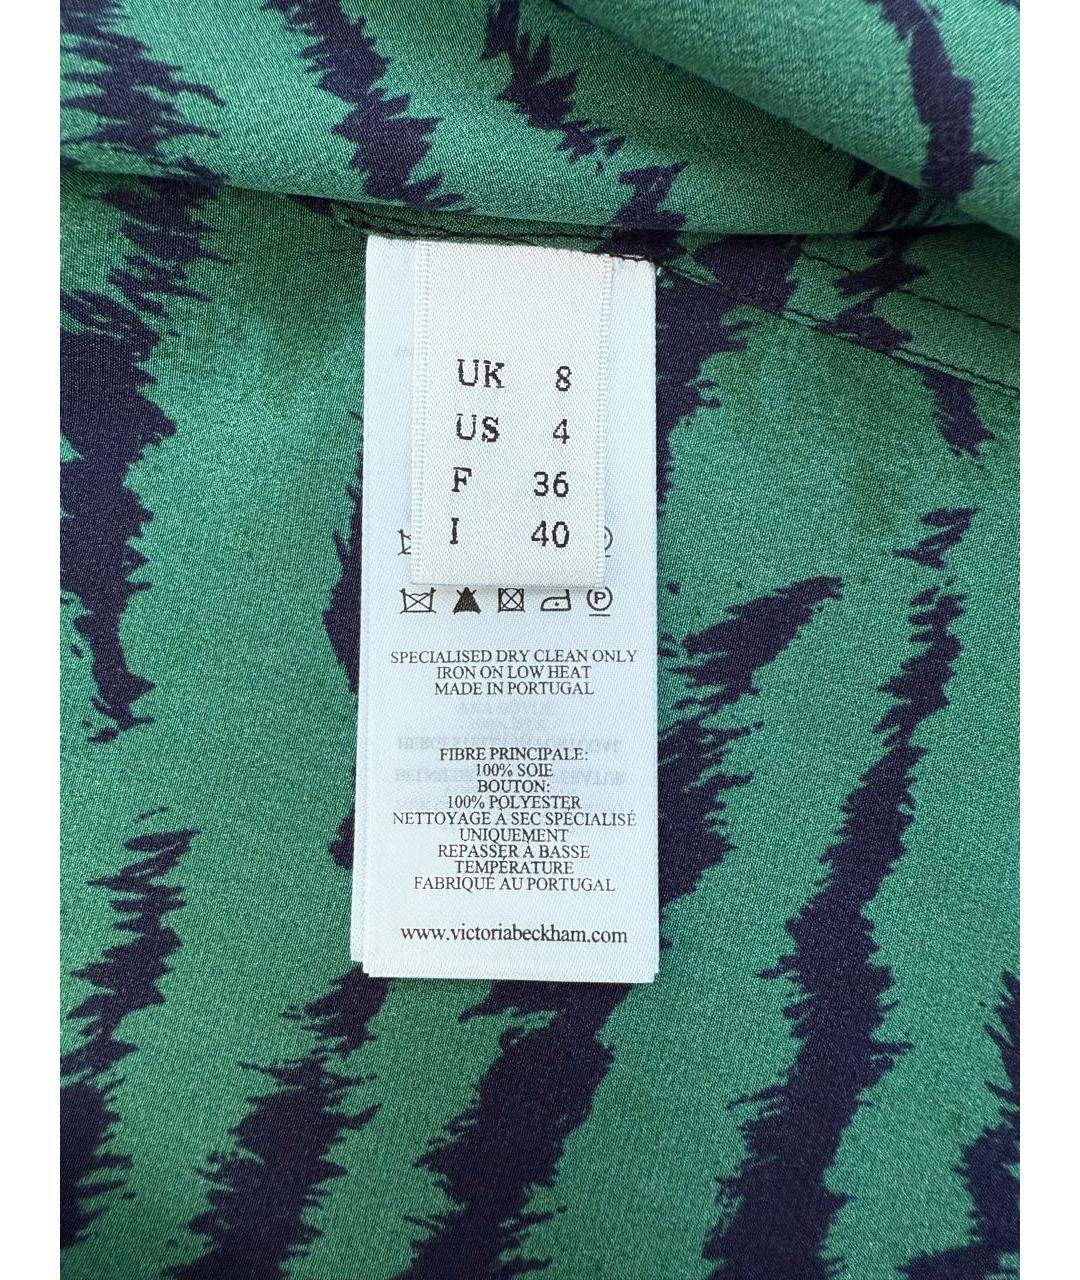 UK 8
US 4
F 36
I 40
P
SPECIALISED DRY CLEAN ONLY
IRON ON LOW HEAT
MADE IN PORTUGAL
FIBRE PRINCIPALE:
100% SOIE
BOUTON:
100% POLYESTER
NETTOYAGE À SEC SPÉCIALISÉ
UNIQUEMENT
REPASSER À BASSE
TEMPÉRATURE
FABRIQUÉ AU PORTUGAL
www.victoriabeckham.com